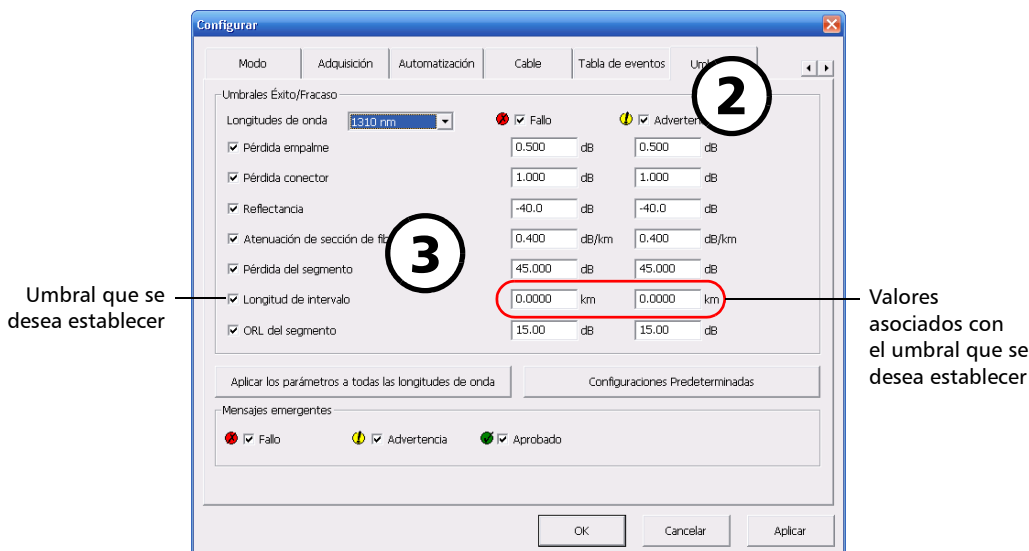 Configurar
Modo Adquisición Automatización Cable Tabla de eventos
2
Umbrales Éxito/Fracaso
Longitudes de onda 1310 nm Fallo
Pérdida empalme 0.500 dB 0.500 dB
Pérdida conector 1.000 dB 1.000 dB
Reflectancia -40.0 dB -40.0 dB
Atenuación de sección de 0.400 dB/km 0.400 dB/km
3
Pérdida del segmento 45.000 dB 45.000 dB
Umbral que se
desea establecer
Longitud de intervalo 0.0000 km 0.0000 km
Valores
asociados con
el umbral que se
desea establecer
ORL del segmento 15.00 dB 15.00 dB
Aplicar los parámetros a todas las longitudes de onda Configuraciones Predeterminadas
Mensajes emergentes
Fallo Advertencia Aprobado
OK Cancelar Aplicar